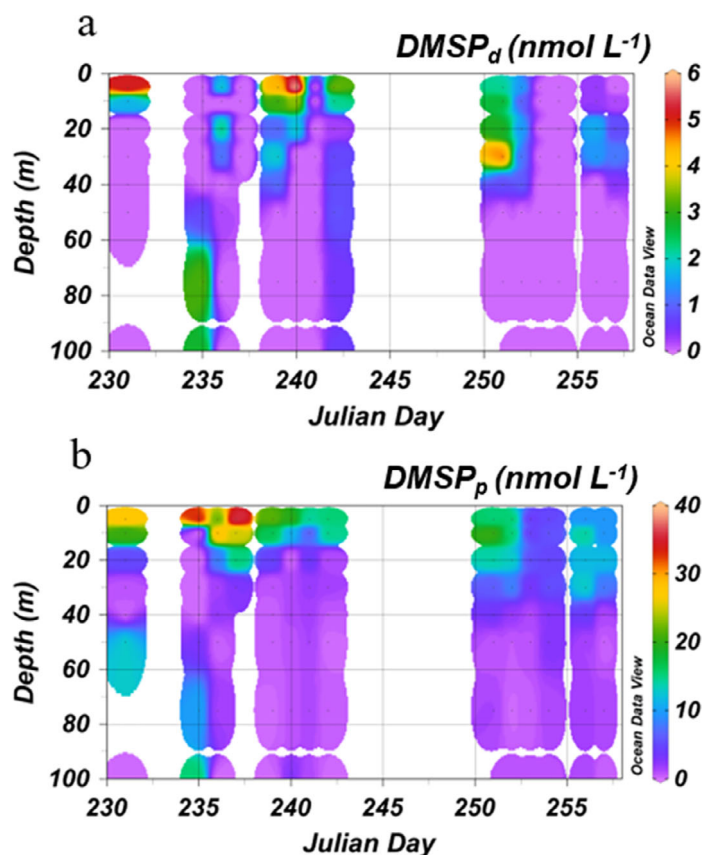 a
DMSPd (nmol L-1)
0
20
40
60
80
100
Depth (m)
230 235 240 245 250 255
Julian Day
6
5
4
3
2
1
0
Ocean Data View
b
DMSPp (nmol L-1)
0
20
40
60
80
100
Depth (m)
230 235 240 245 250 255
Julian Day
40
30
20
10
0
Ocean Data View